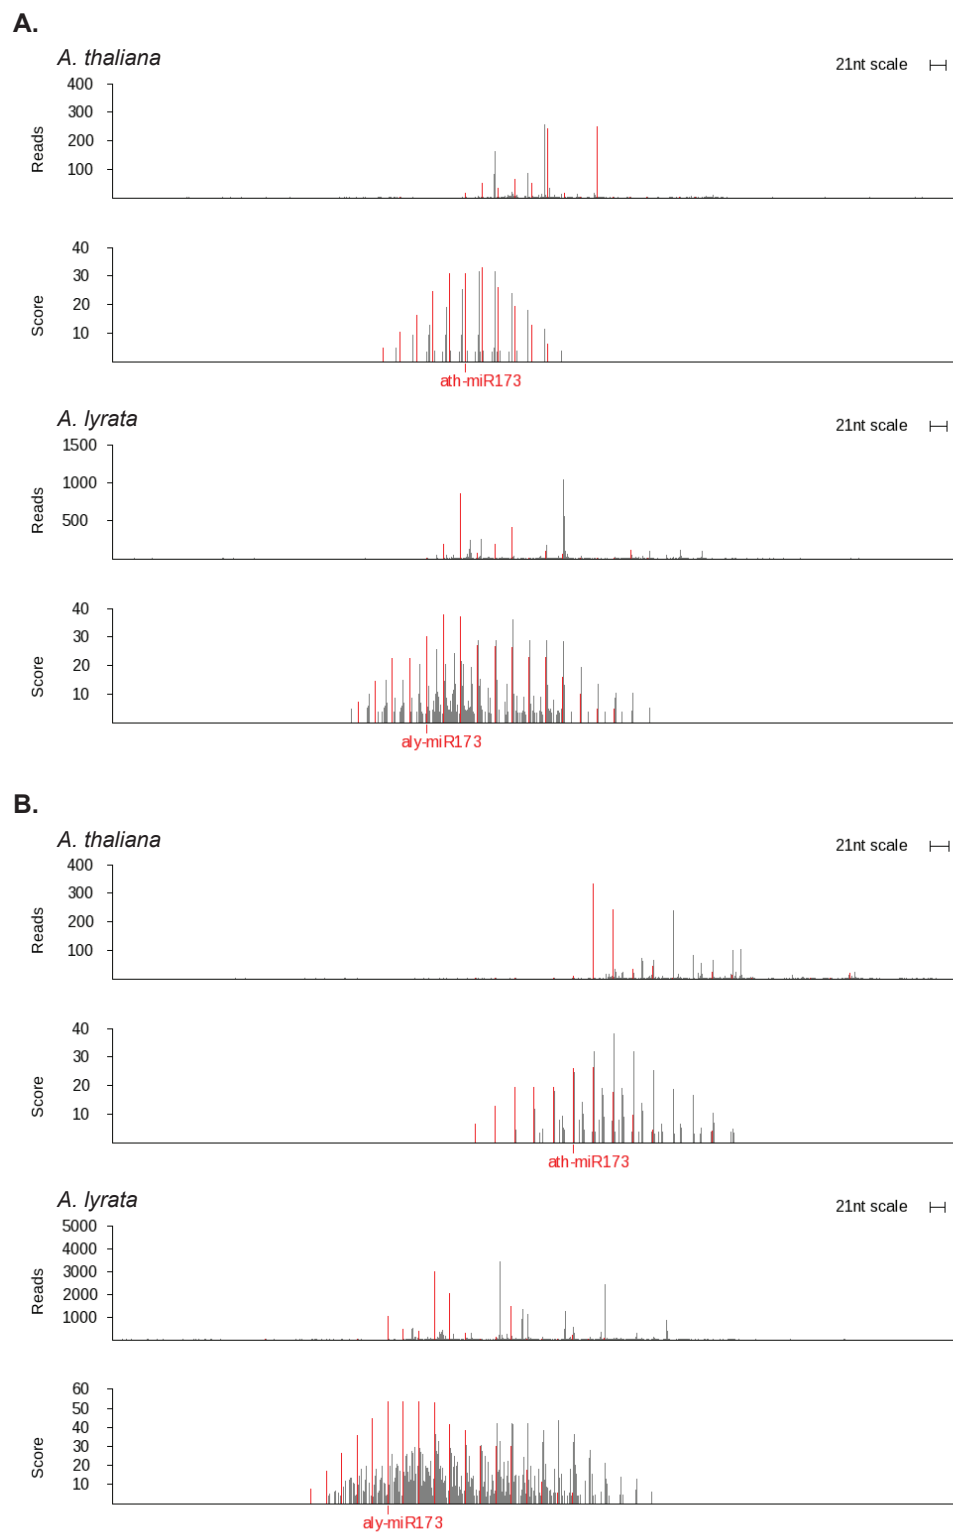 A.
A. thaliana
21nt scale
400
300
200
100
Reads
40
30
20
10
Score
ath-miR173
A. lyrata
21nt scale
1500
1000
500
Reads
40
30
20
10
Score
aly-miR173
B.
A. thaliana
21nt scale
400
300
200
100
Reads
40
30
20
10
Score
ath-miR173
A. lyrata
21nt scale
5000
4000
3000
2000
1000
Reads
60
50
40
30
20
10
Score
aly-miR173